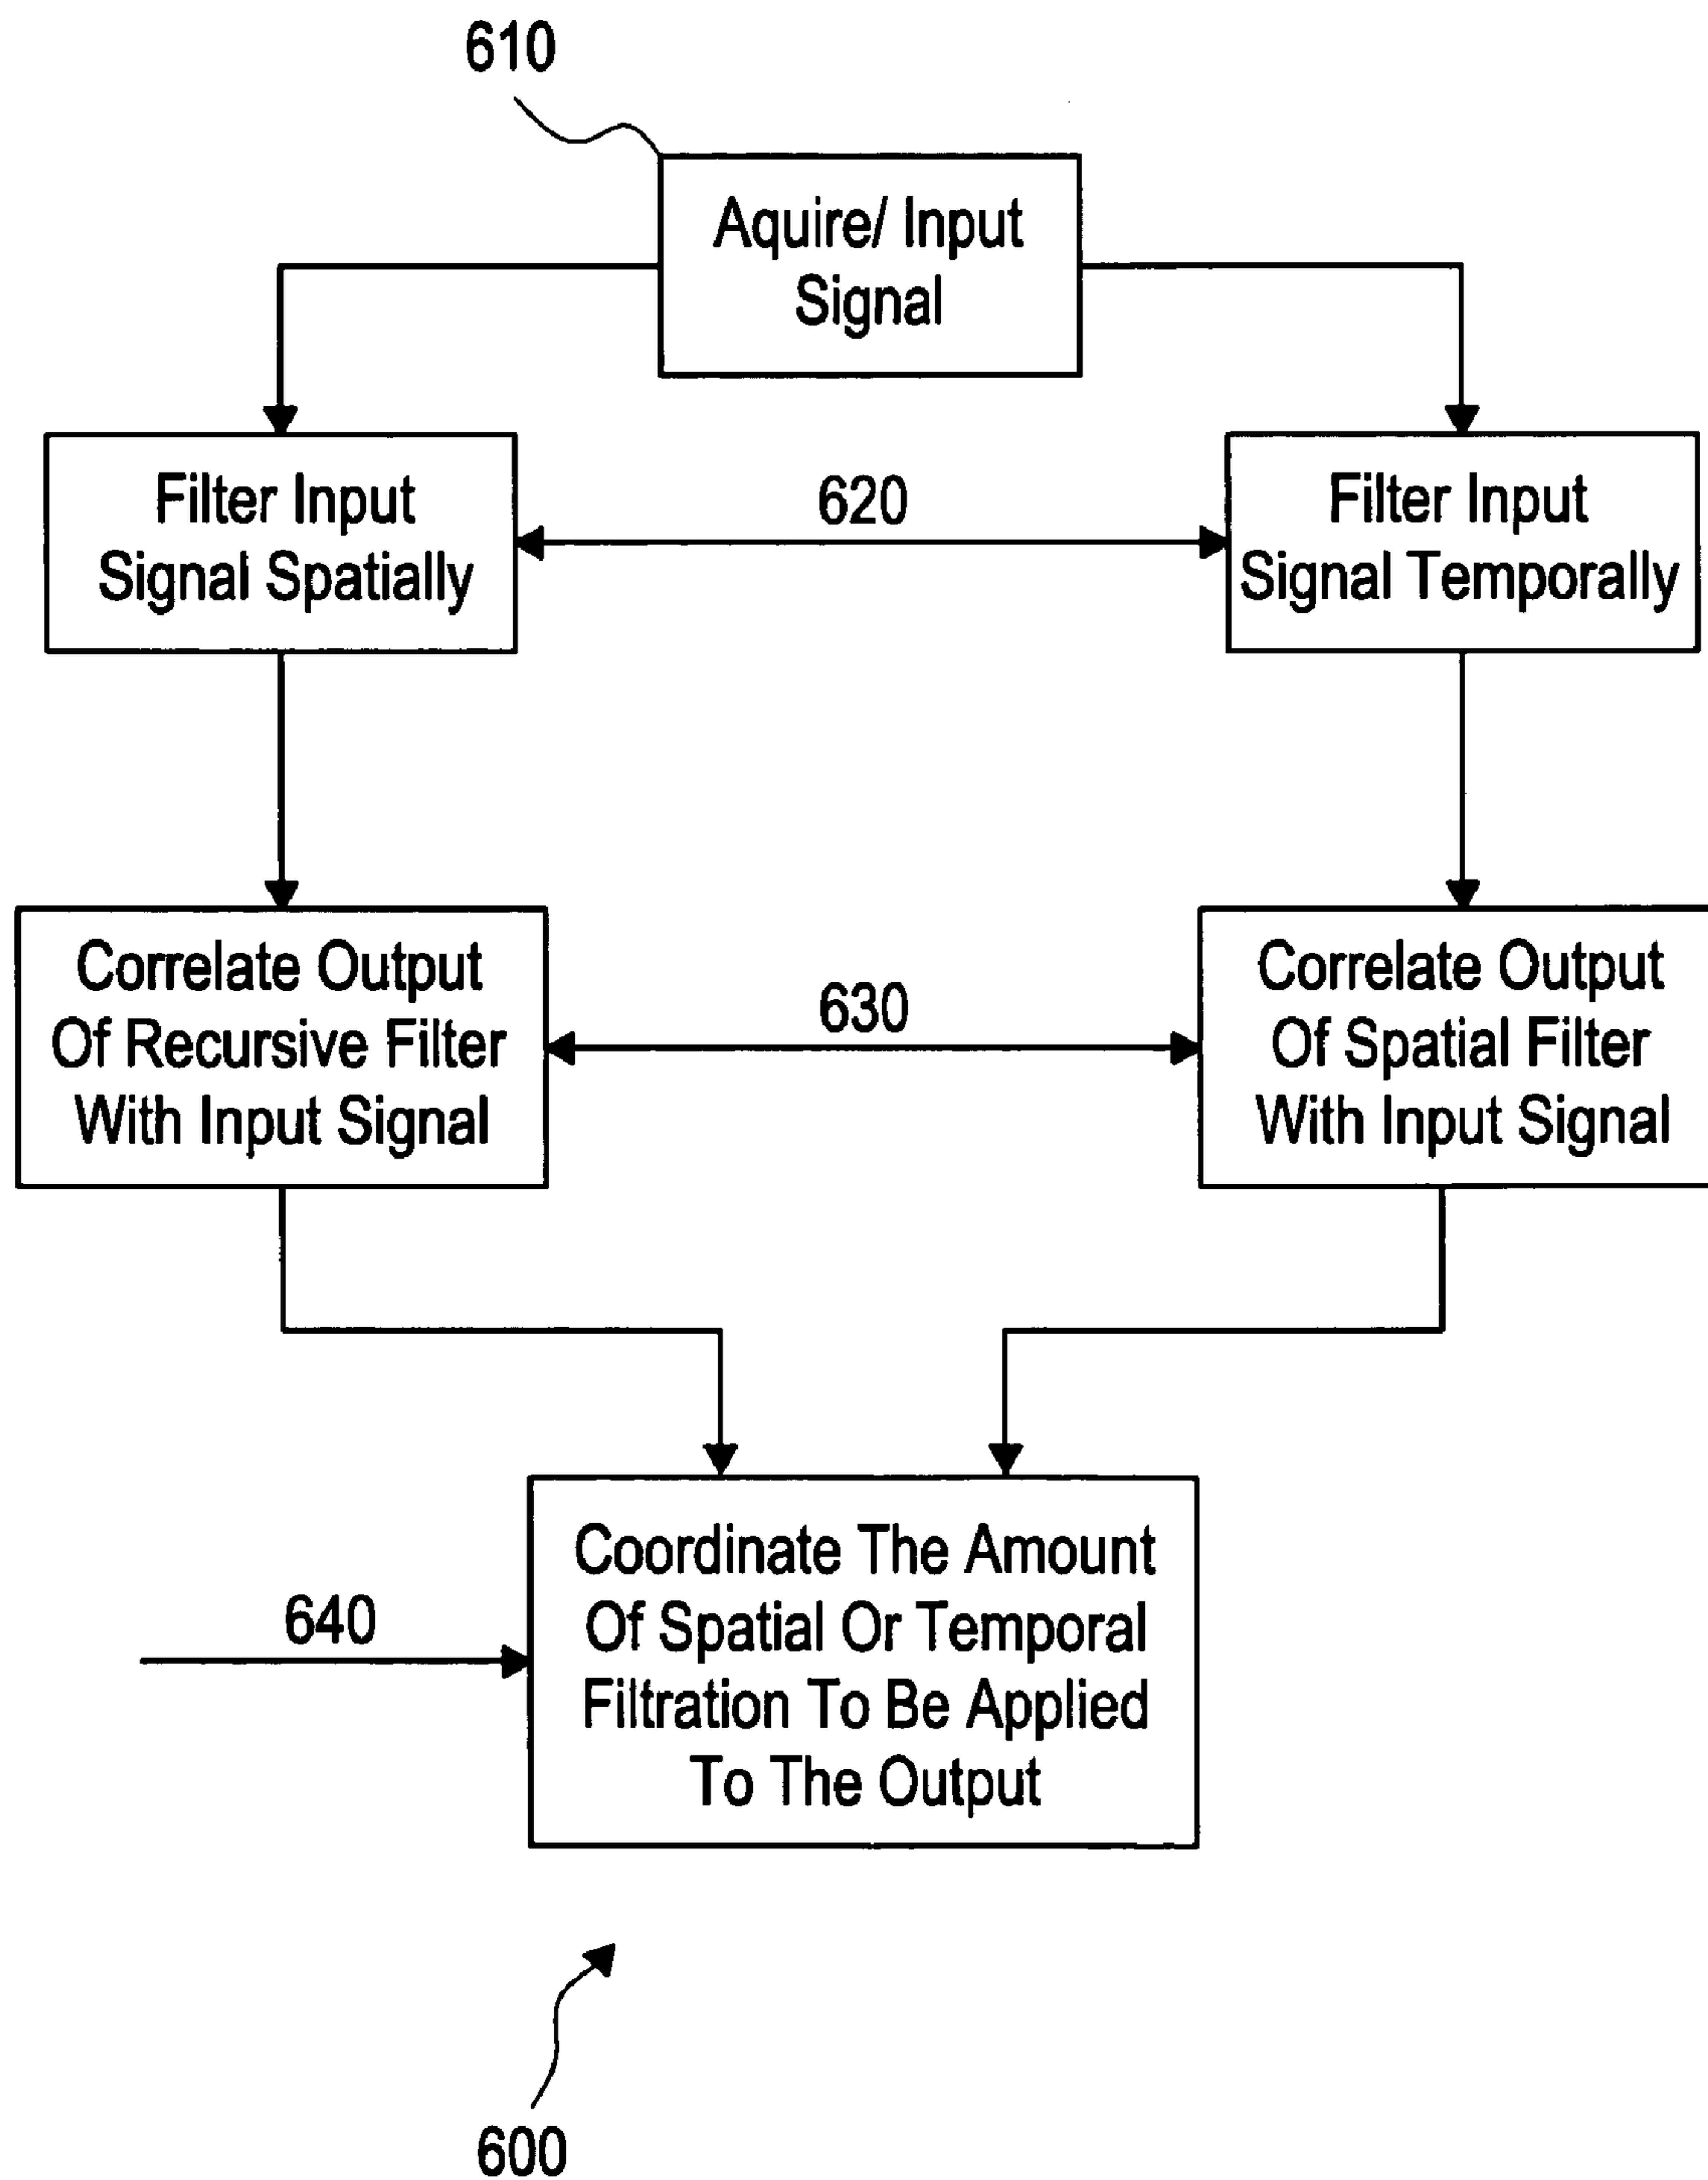 610
Aquire/ Input
Signal
Filter Input
Signal Spatially
620
Filter Input
Signal Temporally
Correlate Output
Of Recursive Filter
With Input Signal
630
Correlate Output
Of Spatial Filter
With Input Signal
640
Coordinate The Amount
Of Spatial Or Temporal
Filtration To Be Applied
To The Output
600